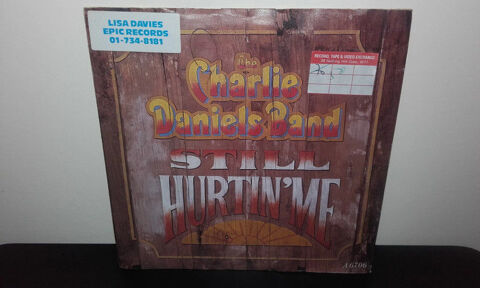 LISA DAVIES
EPIC RECORDS
01-734-8181
RECORD, TAPE & VIDEO EXCHANGE
The
Charlie
Daniels Band
STILL
HURTIN' ME
A 6706